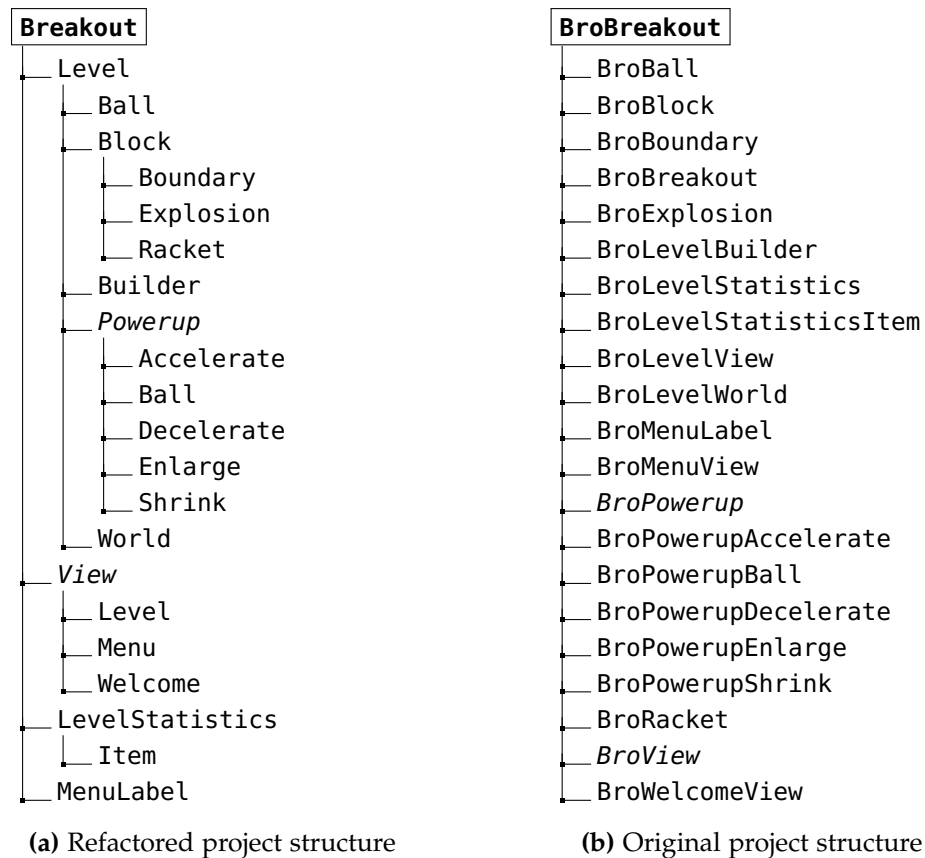 Breakout
Level
Ball
Block
Boundary
Explosion
Racket
Builder
Powerup
Accelerate
Ball
Decelerate
Enlarge
Shrink
World
View
Level
Menu
Welcome
LevelStatistics
Item
MenuLabel
(a) Refactored project structure
BroBreakout
BroBall
BroBlock
BroBoundary
BroBreakout
BroExplosion
BroLevelBuilder
BroLevelStatistics
BroLevelStatisticsItem
BroLevelView
BroLevelWorld
BroMenuLabel
BroMenuView
BroPowerup
BroPowerupAccelerate
BroPowerupBall
BroPowerupDecelerate
BroPowerupEnlarge
BroPowerupShrink
BroRacket
BroView
BroWelcomeView
(b) Original project structure